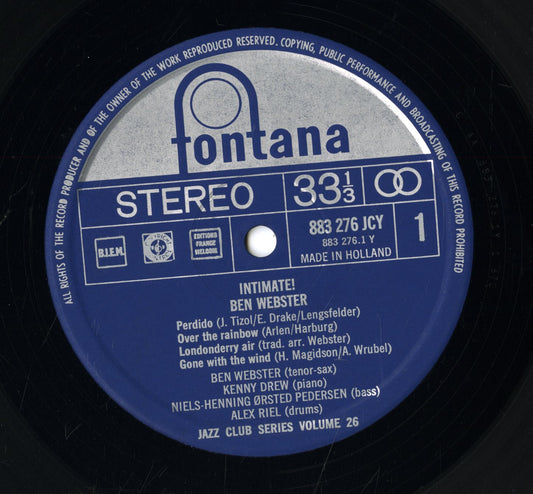 ALL RIGHTS OF THE RECORD PRODUCER AND OF THE OWNER OF THE WORK REPRODUCED RESERVED. COPYING, PUBLIC PERFORMANCE AND BROADCASTING OF THIS RECORD PROHIBITED
fontana
STEREO 33 1/3
B.I.E.M. EDITIONS FRANCE MELODIE 883 276 JCY 1
883 276.1 Y
MADE IN HOLLAND
INTIMATE!
BEN WEBSTER
Perdido (J. Tizol/E. Drake/Lengsfelder)
Over the rainbow (Arlen/Harburg)
Londonderry air (trad. arr. Webster)
Gone with the wind (H. Magidson/A. Wrubel)
BEN WEBSTER (tenor-sax)
KENNY DREW (piano)
NIELS-HENNING ØRSTED PEDERSEN (bass)
ALEX RIEL (drums)
JAZZ CLUB SERIES VOLUME 26